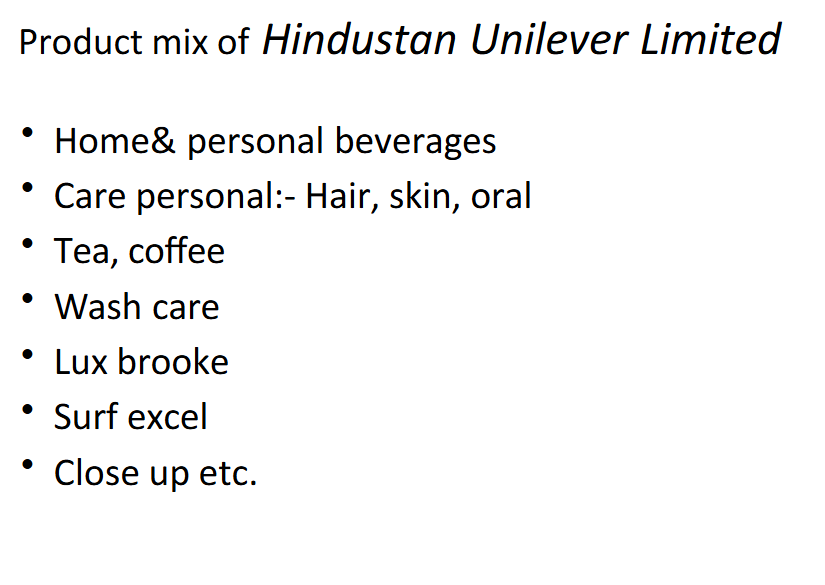 Product mix of Hindustan Unilever Limited
• Home& personal beverages
• Care personal:- Hair, skin, oral
• Tea, coffee
• Wash care
• Lux brooke
• Surf excel
• Close up etc.